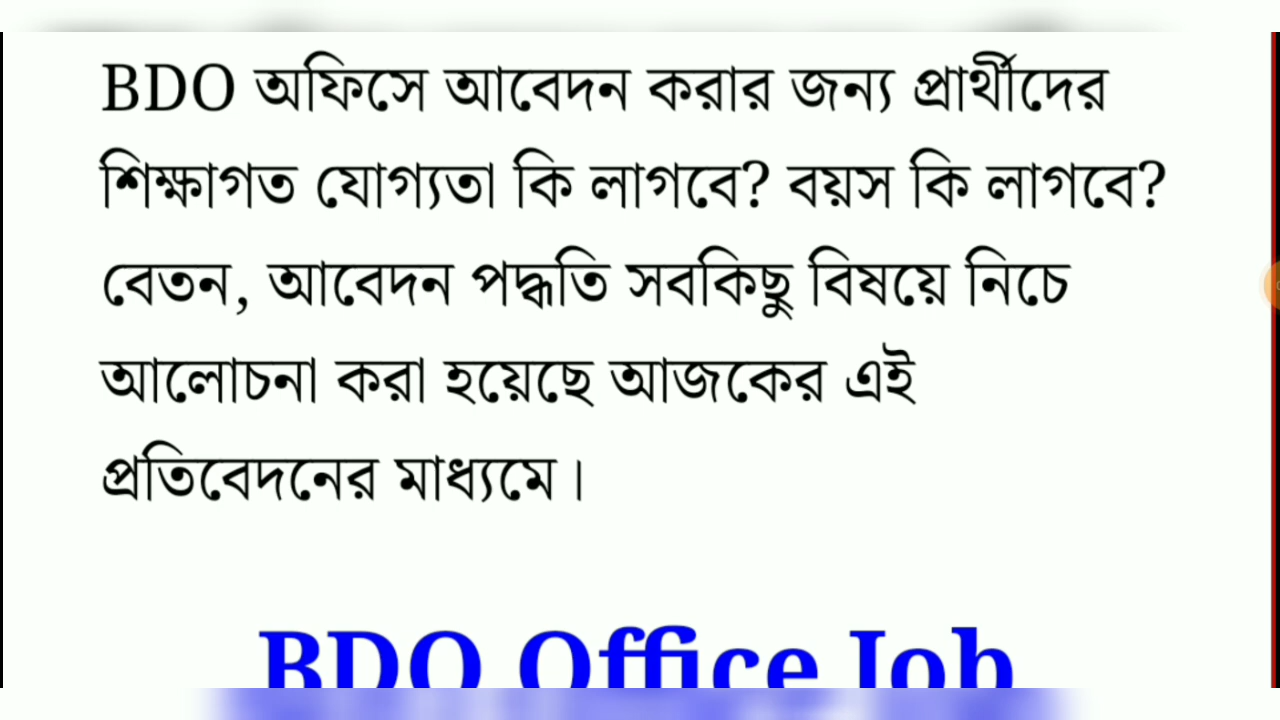 BDO অফিসে আবেদন করার জন্য প্রার্থীদের
শিক্ষাগত যোগ্যতা কি লাগবে? বয়স কি লাগবে?
বেতন, আবেদন পদ্ধতি সবকিছু বিষয়ে নিচে
আলোচনা করা হয়েছে আজকের এই
প্রতিবেদনের মাধ্যমে।
BDO Office Job